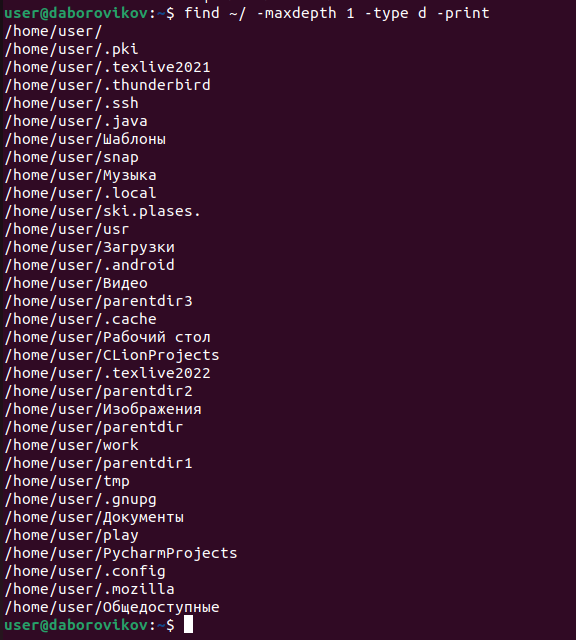 user@daborovikov:~$ find ~/ -maxdepth 1 -type d -print
/home/user/
/home/user/.pki
/home/user/.texlive2021
/home/user/.thunderbird
/home/user/.ssh
/home/user/.java
/home/user/Шаблоны
/home/user/snap
/home/user/Музыка
/home/user/.local
/home/user/ski.plases.
/home/user/usr
/home/user/Загрузки
/home/user/.android
/home/user/Видео
/home/user/parentdir3
/home/user/.cache
/home/user/Рабочий стол
/home/user/CLionProjects
/home/user/.texlive2022
/home/user/parentdir2
/home/user/Изображения
/home/user/parentdir
/home/user/work
/home/user/parentdir1
/home/user/tmp
/home/user/.gnupg
/home/user/Документы
/home/user/play
/home/user/PycharmProjects
/home/user/.config
/home/user/.mozilla
/home/user/Общедоступные
user@daborovikov:~$